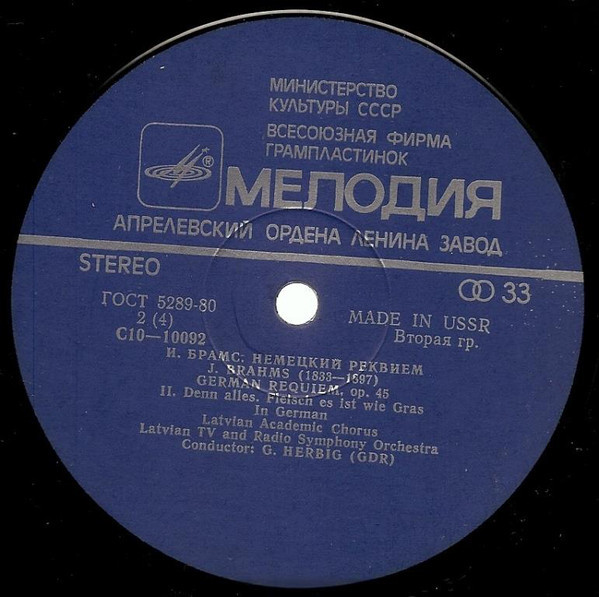 МИНИСТЕРСТВО
КУЛЬТУРЫ СССР
ВСЕСОЮЗНАЯ ФИРМА
ГРАМПЛАСТИНОК
®
МЕЛОДИЯ
АПРЕЛЕВСКИЙ ОРДЕНА ЛЕНИНА ЗАВОД
STEREO
33
ГОСТ 5289-80
MADE IN USSR
2 (4)
Вторая гр.
С10—10092
И. БРАМС. НЕМЕЦКИЙ РЕКВИЕМ
J. BRAHMS (1833—1897)
GERMAN REQUIEM, op. 45
II. Denn alles. Fleisch es ist wie Gras
In German
Latvian Academic Chorus
Latvian TV and Radio Symphony Orchestra
Conductor: G. HERBIG (GDR)